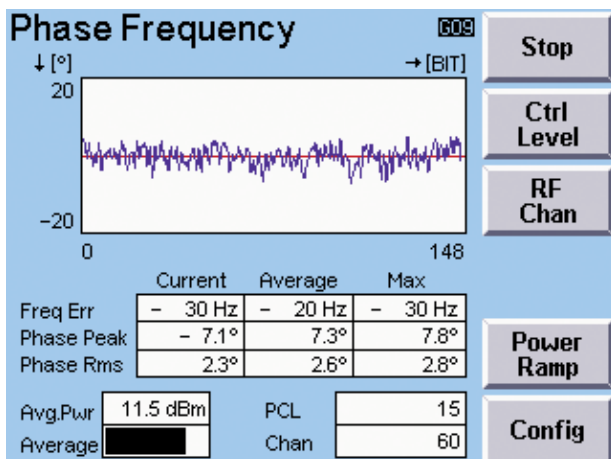 Phase Frequency
G09
↓ [°]
→ [BIT]
20
−20
0
148
Current Average Max
Freq Err − 30 Hz − 20 Hz − 30 Hz
Phase Peak − 7.1° 7.3° 7.8°
Phase Rms 2.3° 2.6° 2.8°
Avg.Pwr 11.5 dBm PCL 15
Average Chan 60
Stop
Ctrl
Level
RF
Chan
Power
Ramp
Config